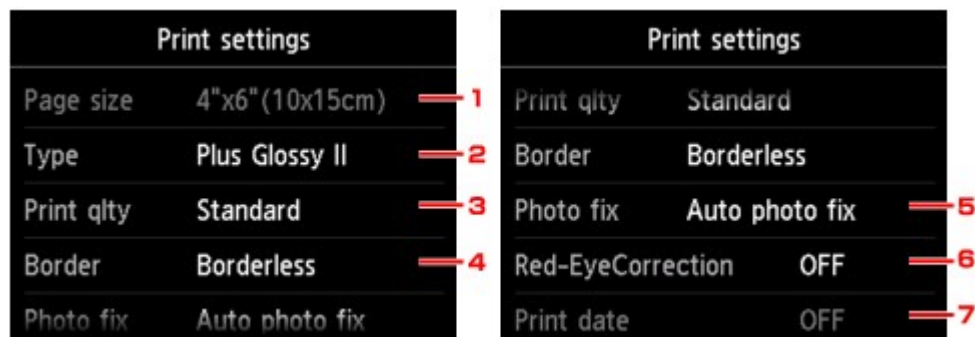 Print settings
Page size 4"x6"(10x15cm) 1
Type Plus Glossy II 2
Print qlty Standard 3
Border Borderless 4
Photo fix Auto photo fix
Print settings
Print qlty Standard
Border Borderless
Photo fix Auto photo fix 5
Red-EyeCorrection OFF 6
Print date OFF 7